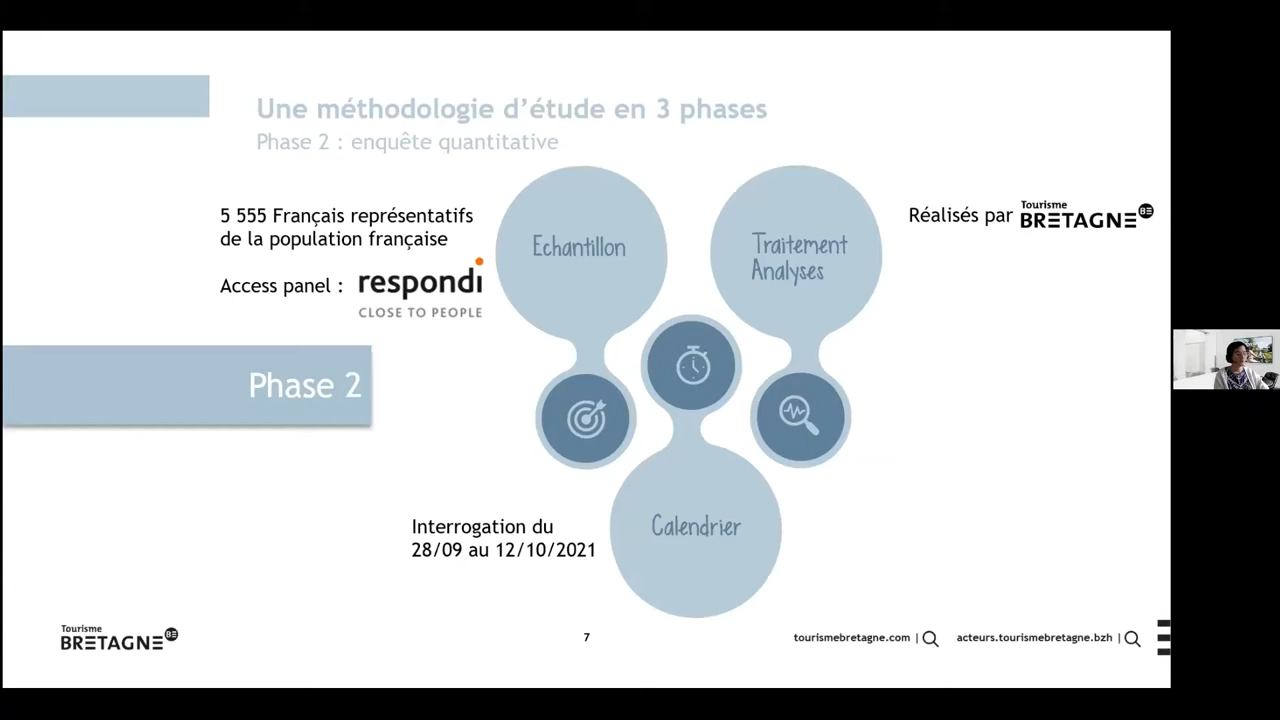 Une méthodologie d'étude en 3 phases
Phase 2 : enquête quantitative
5 555 Français représentatifs
de la population française
Access panel :
respondi
CLOSE TO PEOPLE
Echantillon
Traitement
Analyses
Réalisés par
Tourisme
BRETAGNE BE
Phase 2
Interrogation du
28/09 au 12/10/2021
Calendrier
Tourisme
BRETAGNE BE
7
tourismebretagne.com |
acteurs.tourismebretagne.bzh |